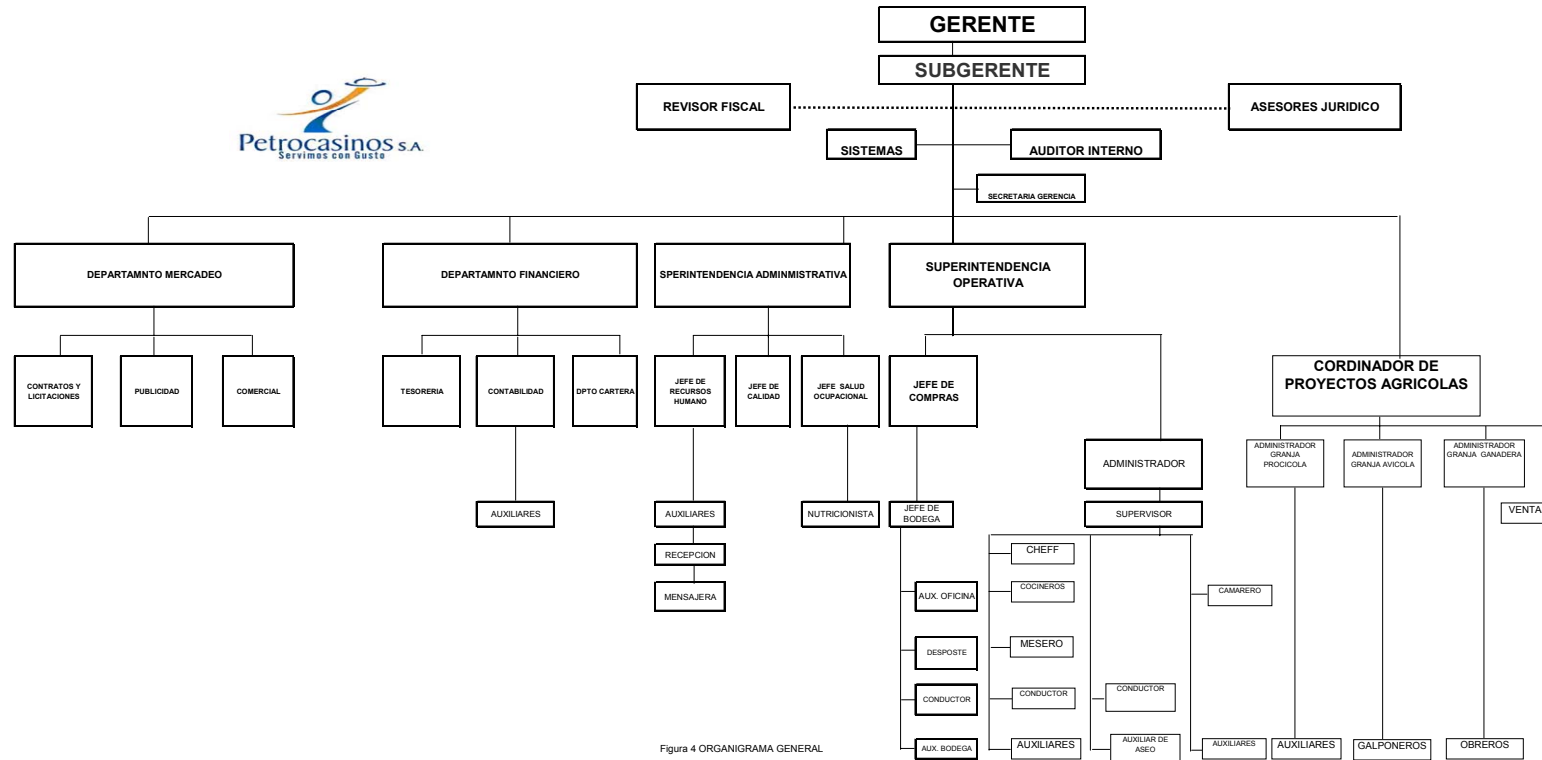 GERENTE
SUBGERENTE
REVISOR FISCAL
ASESORES JURIDICO
Petrocasinos S.A.
Servimos con Gusto
SISTEMAS
AUDITOR INTERNO
SECRETARIA GERENCIA
DEPARTAMNTO MERCADEO
DEPARTAMNTO FINANCIERO
SPERINTENDENCIA ADMINMISTRATIVA
SUPERINTENDENCIA
OPERATIVA
CONTRATOS Y
LICITACIONES
PUBLICIDAD
COMERCIAL
TESORERIA
CONTABILIDAD
DPTO CARTERA
JEFE DE
RECURSOS
HUMANO
JEFE DE
CALIDAD
JEFE SALUD
OCUPACIONAL
JEFE DE
COMPRAS
CORDINADOR DE
PROYECTOS AGRICOLAS
ADMINISTRADOR
ADMINISTRADOR
GRANJA
PROCICOLA
ADMINISTRADOR
GRANJA AVICOLA
ADMINISTRADOR
GRANJA GANADERA
AUXILIARES
AUXILIARES
NUTRICIONISTA
JEFE DE
BODEGA
SUPERVISOR
VENTA
RECEPCION
CHEFF
MENSAJERA
AUX. OFICINA
COCINEROS
CAMARERO
DESPOSTE
MESERO
CONDUCTOR
CONDUCTOR
CONDUCTOR
AUX. BODEGA
AUXILIARES
AUXILIAR DE
ASEO
AUXILIARES
AUXILIARES
GALPONEROS
OBREROS
Figura 4 ORGANIGRAMA GENERAL